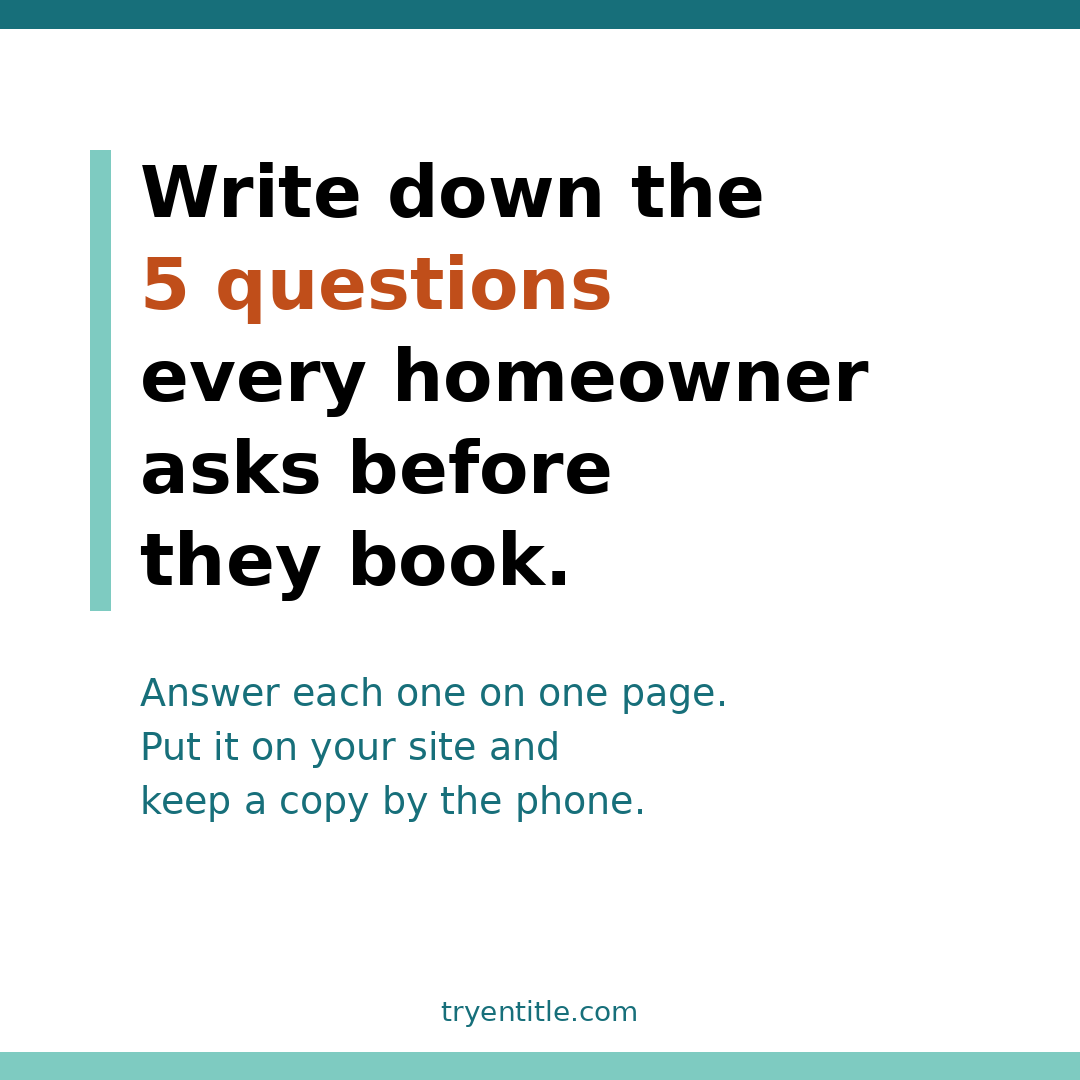 Write down the
5 questions
every homeowner
asks before
they book.
Answer each one on one page.
Put it on your site and
keep a copy by the phone.
tryentitle.com